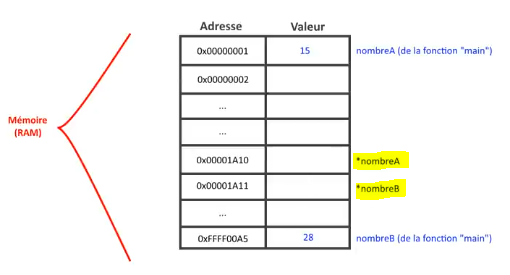 Adresse Valeur
0x00000001 15 nombreA (de la fonction "main")
0x00000002
...
Mémoire
(RAM)
...
0x00001A10 *nombreA
0x00001A11 *nombreB
...
0xFFFF00A5 28 nombreB (de la fonction "main")